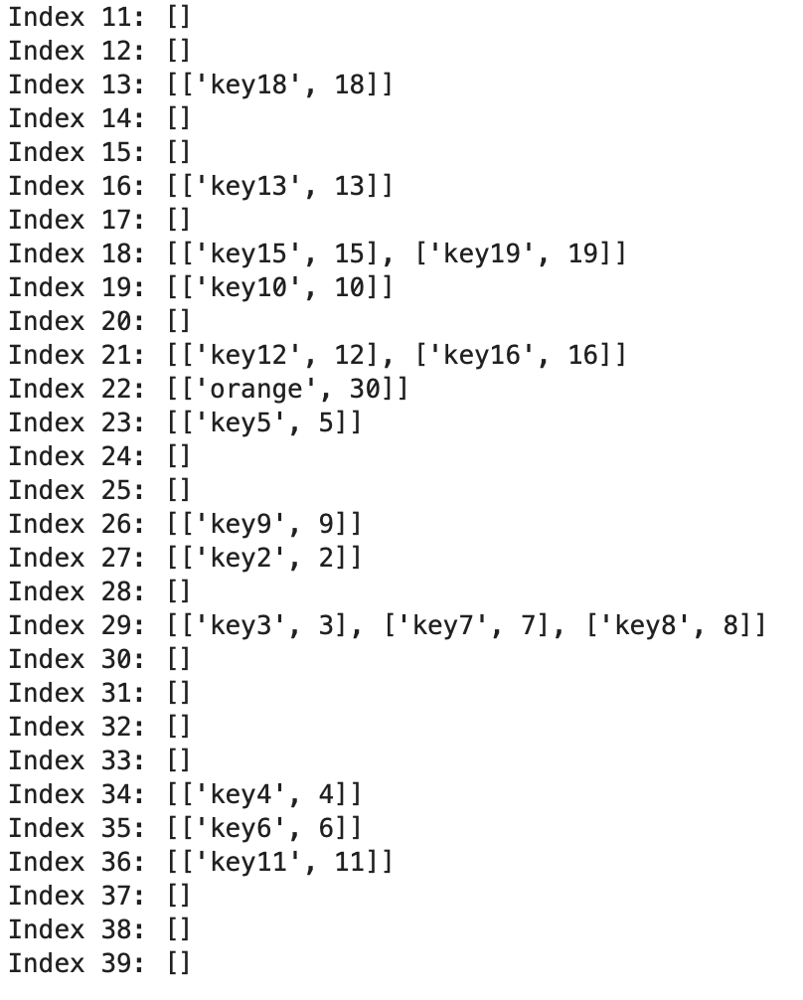 Index 11: []
Index 12: []
Index 13: [['key18', 18]]
Index 14: []
Index 15: []
Index 16: [['key13', 13]]
Index 17: []
Index 18: [['key15', 15], ['key19', 19]]
Index 19: [['key10', 10]]
Index 20: []
Index 21: [['key12', 12], ['key16', 16]]
Index 22: [['orange', 30]]
Index 23: [['key5', 5]]
Index 24: []
Index 25: []
Index 26: [['key9', 9]]
Index 27: [['key2', 2]]
Index 28: []
Index 29: [['key3', 3], ['key7', 7], ['key8', 8]]
Index 30: []
Index 31: []
Index 32: []
Index 33: []
Index 34: [['key4', 4]]
Index 35: [['key6', 6]]
Index 36: [['key11', 11]]
Index 37: []
Index 38: []
Index 39: []